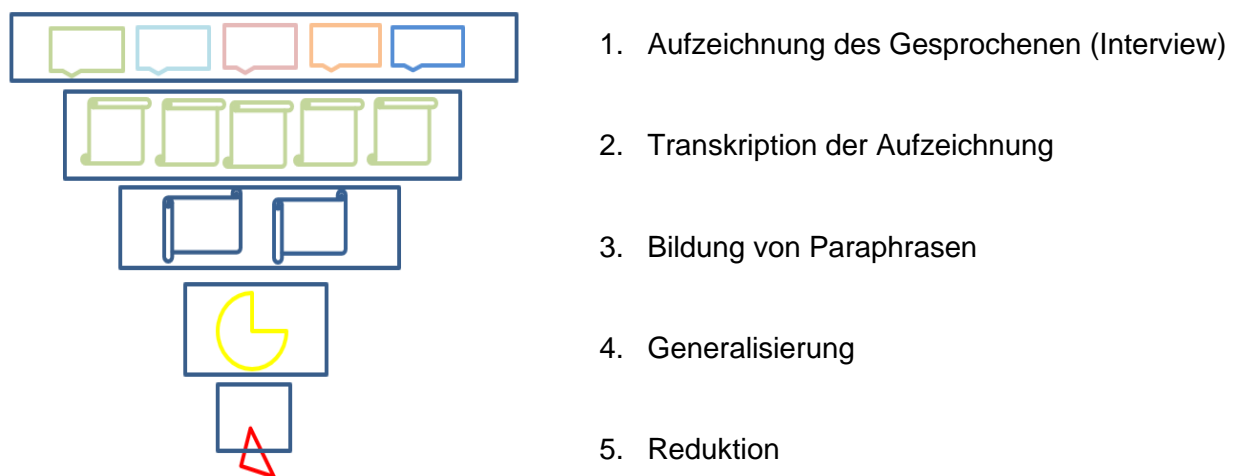 1. Aufzeichnung des Gesprochenen (Interview)
2. Transkription der Aufzeichnung
3. Bildung von Paraphrasen
4. Generalisierung
5. Reduktion